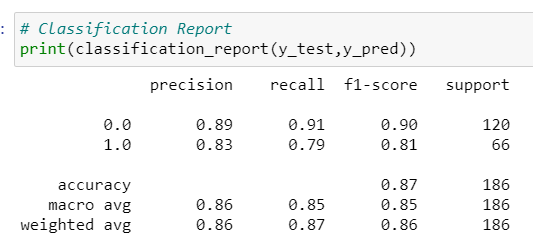 : # Classification Report
print(classification_report(y_test,y_pred))
precision recall f1-score support
0.0 0.89 0.91 0.90 120
1.0 0.83 0.79 0.81 66
accuracy 0.87 186
macro avg 0.86 0.85 0.85 186
weighted avg 0.86 0.87 0.86 186